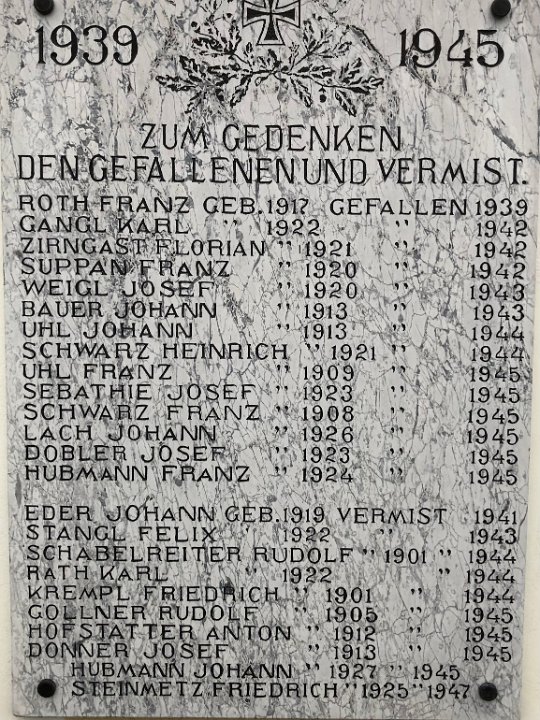 1939 1945
ZUM GEDENKEN
DEN GEFALLENEN UND VERMIST.
ROTH FRANZ GEB. 1917 GEFALLEN 1939
GANGL KARL " 1922 " 1942
ZIRNGAST FLORIAN " 1921 " 1942
SUPPAN FRANZ " 1920 " 1942
WEIGL JOSEF " 1920 " 1943
BAUER JOHANN " 1913 " 1943
UHL JOHANN " 1913 " 1944
SCHWARZ HEINRICH " 1921 " 1944
UHL FRANZ " 1909 " 1945
SEBATHIE JOSEF " 1923 " 1945
SCHWARZ FRANZ " 1908 " 1945
LACH JOHANN " 1926 " 1945
DOBLER JOSEF " 1923 " 1945
HUBMANN FRANZ " 1924 " 1945
EDER JOHANN GEB. 1919 VERMIST 1941
STANGL FELIX " 1922 " 1943
SCHABELREITER RUDOLF " 1901 " 1944
RATH KARL " 1922 " 1944
KREMPL FRIEDRICH " 1901 " 1944
GÖLLNER RUDOLF " 1905 " 1945
HOFSTÄTTER ANTON " 1912 " 1945
DONNER JOSEF " 1913 " 1945
HUBMANN JOHANN " 1927 " 1945
STEINMETZ FRIEDRICH " 1925 " 1947